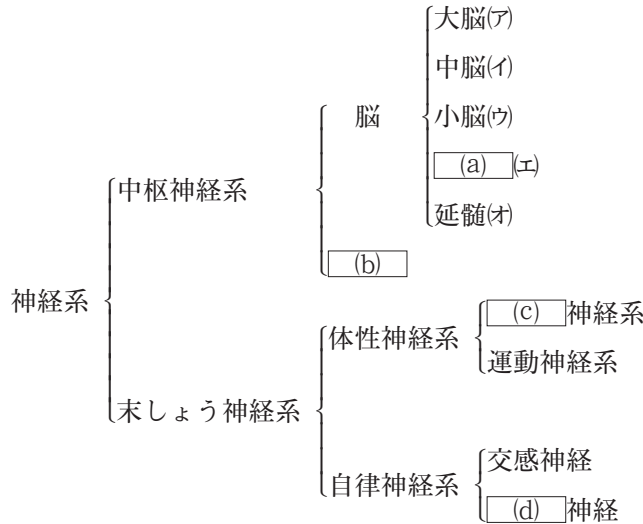 大脳(ア)
中脳(イ)
脳
小脳(ウ)
(a) (エ)
中枢神経系
延髄(オ)
(b)
神経系
(c) 神経系
体性神経系
運動神経系
末しょう神経系
交感神経
自律神経系
(d) 神経